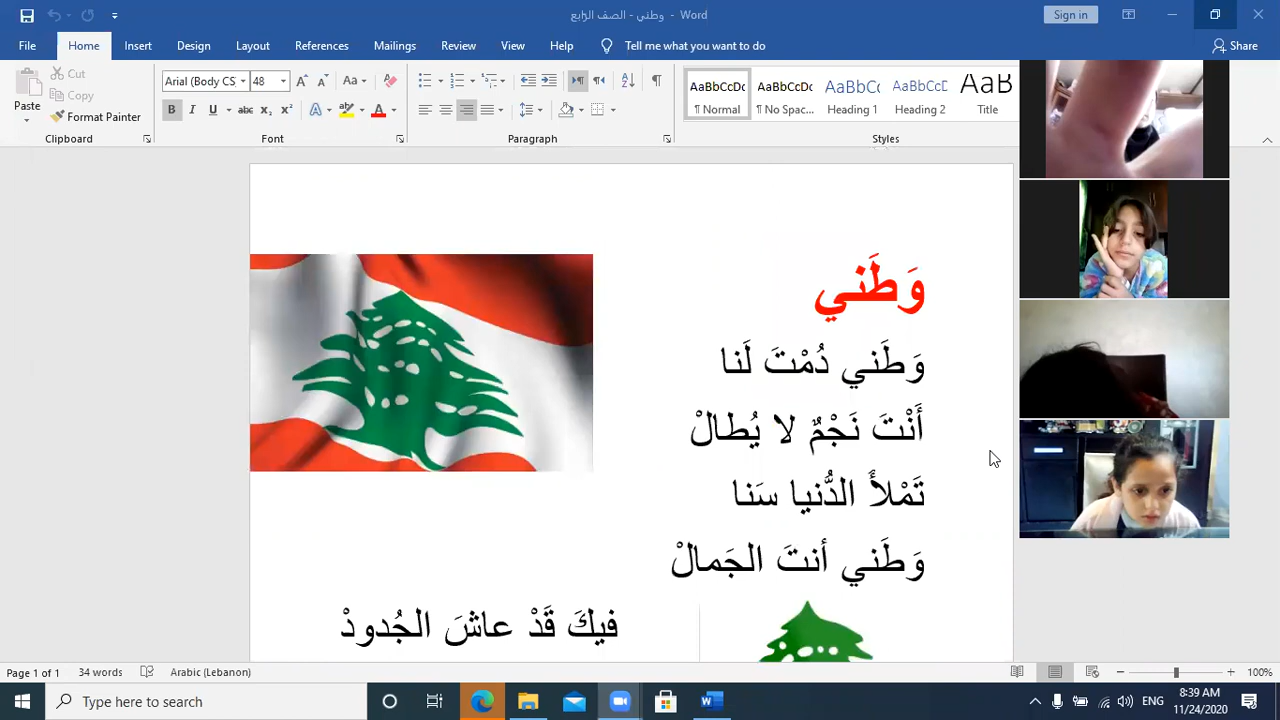 وطني - الصف الرابع - Word
Sign in
File Home Insert Design Layout References Mailings Review View Help Tell me what you want to do Share
Paste
Cut
Copy
Format Painter
Clipboard
Arial (Body CS 48
Font
Paragraph
AaBbCcDc AaBbCcDc AaBbCc AaBbCcD AaB
¶ Normal ¶ No Spac... Heading 1 Heading 2 Title
Styles
وَطَني
وَطَني دُمْتَ لَنا
أَنْتَ نَجْمٌ لا يُطالْ
تَمْلأَ الدُّنيا سَنا
وَطَني أنتَ الجَمالْ
فيكَ قَدْ عاشَ الجُدودْ
Page 1 of 1 34 words Arabic (Lebanon) 100%
Type here to search
ENG
8:39 AM
11/24/2020